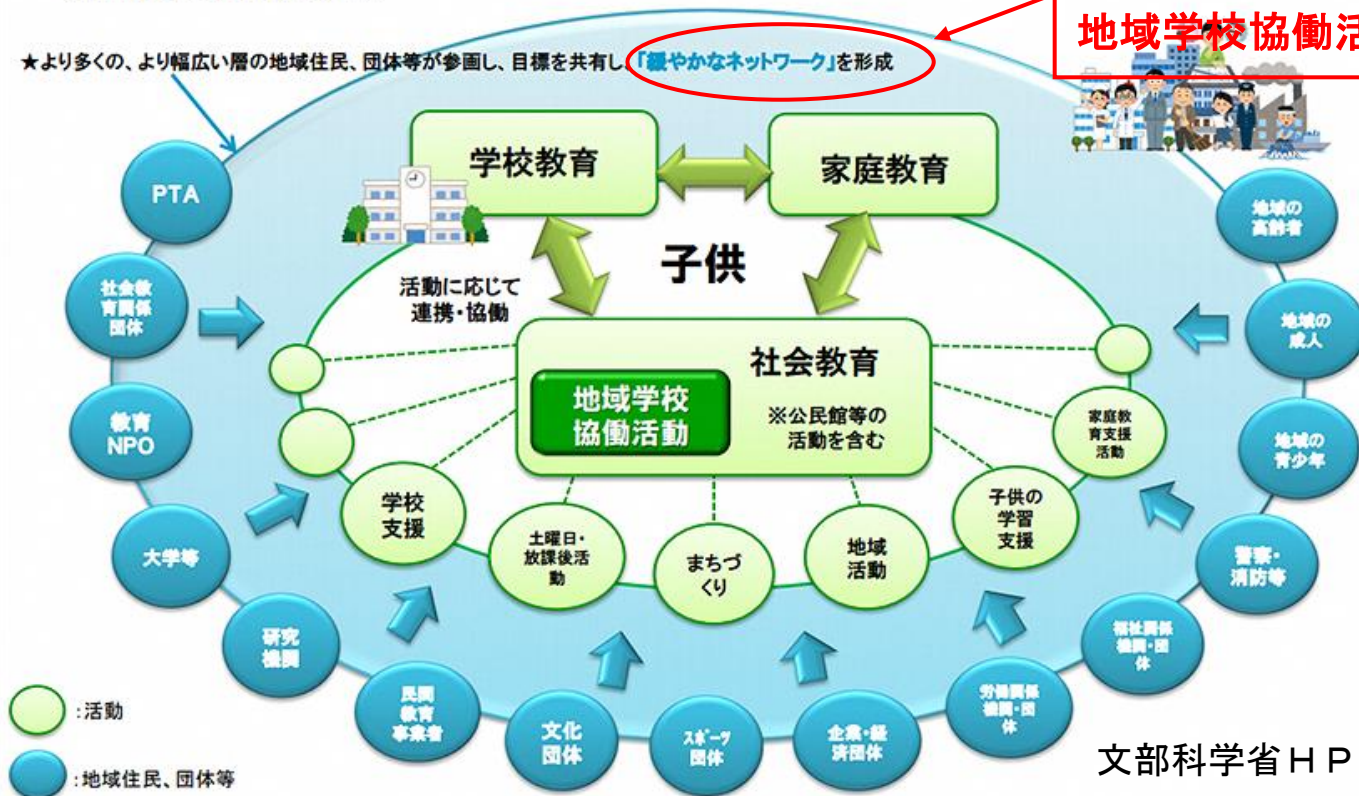 地域学校協働活
★より多くの、より幅広い層の地域住民、団体等が参画し、目標を共有し、「緩やかなネットワーク」を形成
学校教育
家庭教育
子供
活動に応じて
連携・協働
社会教育
地域学校
協働活動
※公民館等の
活動を含む
学校
支援
土曜日・
放課後活
動
まちづ
くり
地域
活動
子供の
学習
支援
家庭教
育支援
活動
PTA
社会教
育関係
団体
教育
NPO
大学等
研究
機関
民間
教育
事業者
文化
団体
スポーツ
団体
企業・経
済団体
労働関係
機関・団
体
福祉関係
機関・団
体
警察・
消防等
地域の
青少年
地域の
成人
地域の
高齢者
:活動
:地域住民、団体等
文部科学省HP